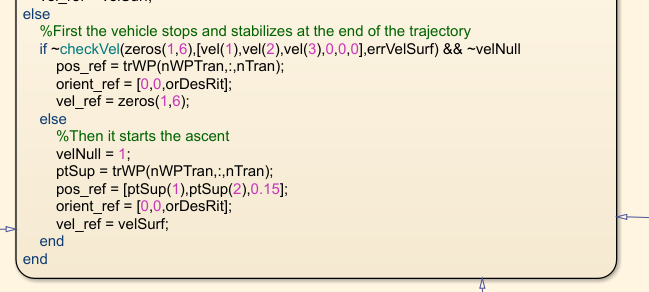 else
%First the vehicle stops and stabilizes at the end of the trajectory
if ~checkVel(zeros(1,6),[vel(1),vel(2),vel(3),0,0,0],errVelSurf) && ~velNull
pos_ref = trWP(nWPTran,:,nTran);
orient_ref = [0,0,orDesRit];
vel_ref = zeros(1,6);
else
%Then it starts the ascent
velNull = 1;
ptSup = trWP(nWPTran,:,nTran);
pos_ref = [ptSup(1),ptSup(2),0.15];
orient_ref = [0,0,orDesRit];
vel_ref = velSurf;
end
end